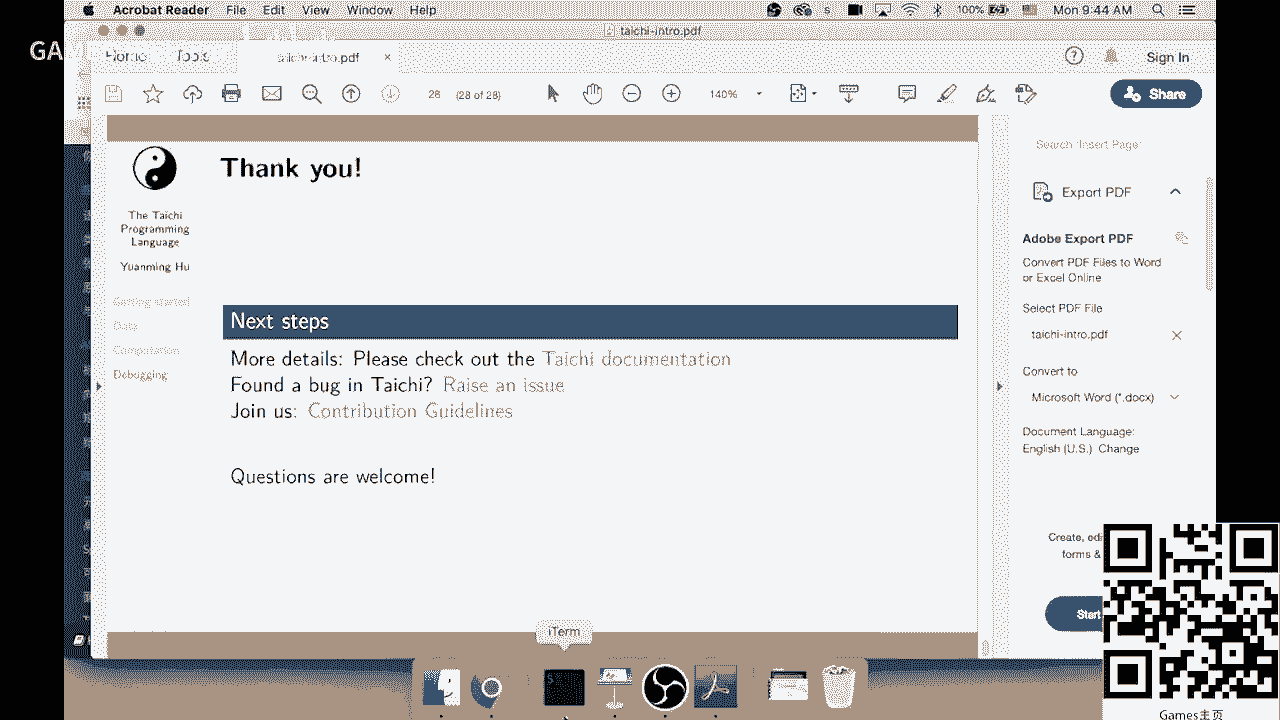 Acrobat Reader File Edit View Window Help 100% Mon 9:44 AM
taichi-intro.pdf
GA
Home Tools taichi-intro.pdf × Sign In
28 (28 of 28) 140% Share
Thank you!
The Taichi
Programming
Language
Yuanming Hu
Getting started
Data
Computation
Debugging
Next steps
More details: Please check out the Taichi documentation
Found a bug in Taichi? Raise an issue
Join us: Contribution Guidelines
Questions are welcome!
Search 'Insert Page'
Export PDF
Adobe Export PDF
Convert PDF Files to Word
or Excel Online
Select PDF File
taichi-intro.pdf
Convert to
Microsoft Word (*.docx)
Document Language:
English (U.S.) Change
Create, edi
terms &
Start
iTerm
Games主页